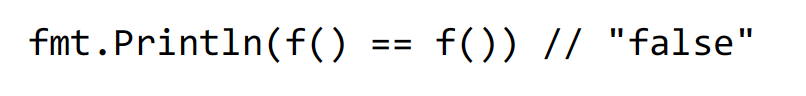 fmt.Println(f() == f()) // "false"